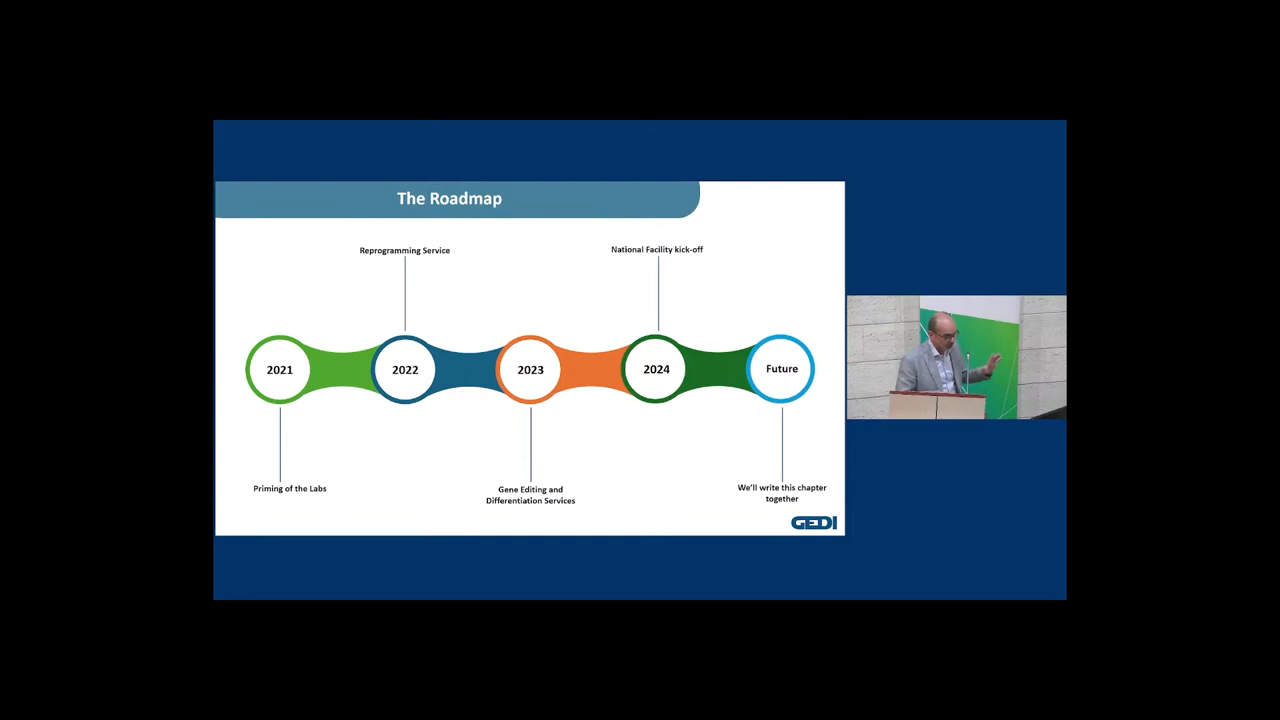 The Roadmap
Reprogramming Service
National Facility kick-off
2021
2022
2023
2024
Future
Priming of the Labs
Gene Editing and
Differentiation Services
We'll write this chapter
together
GEDI